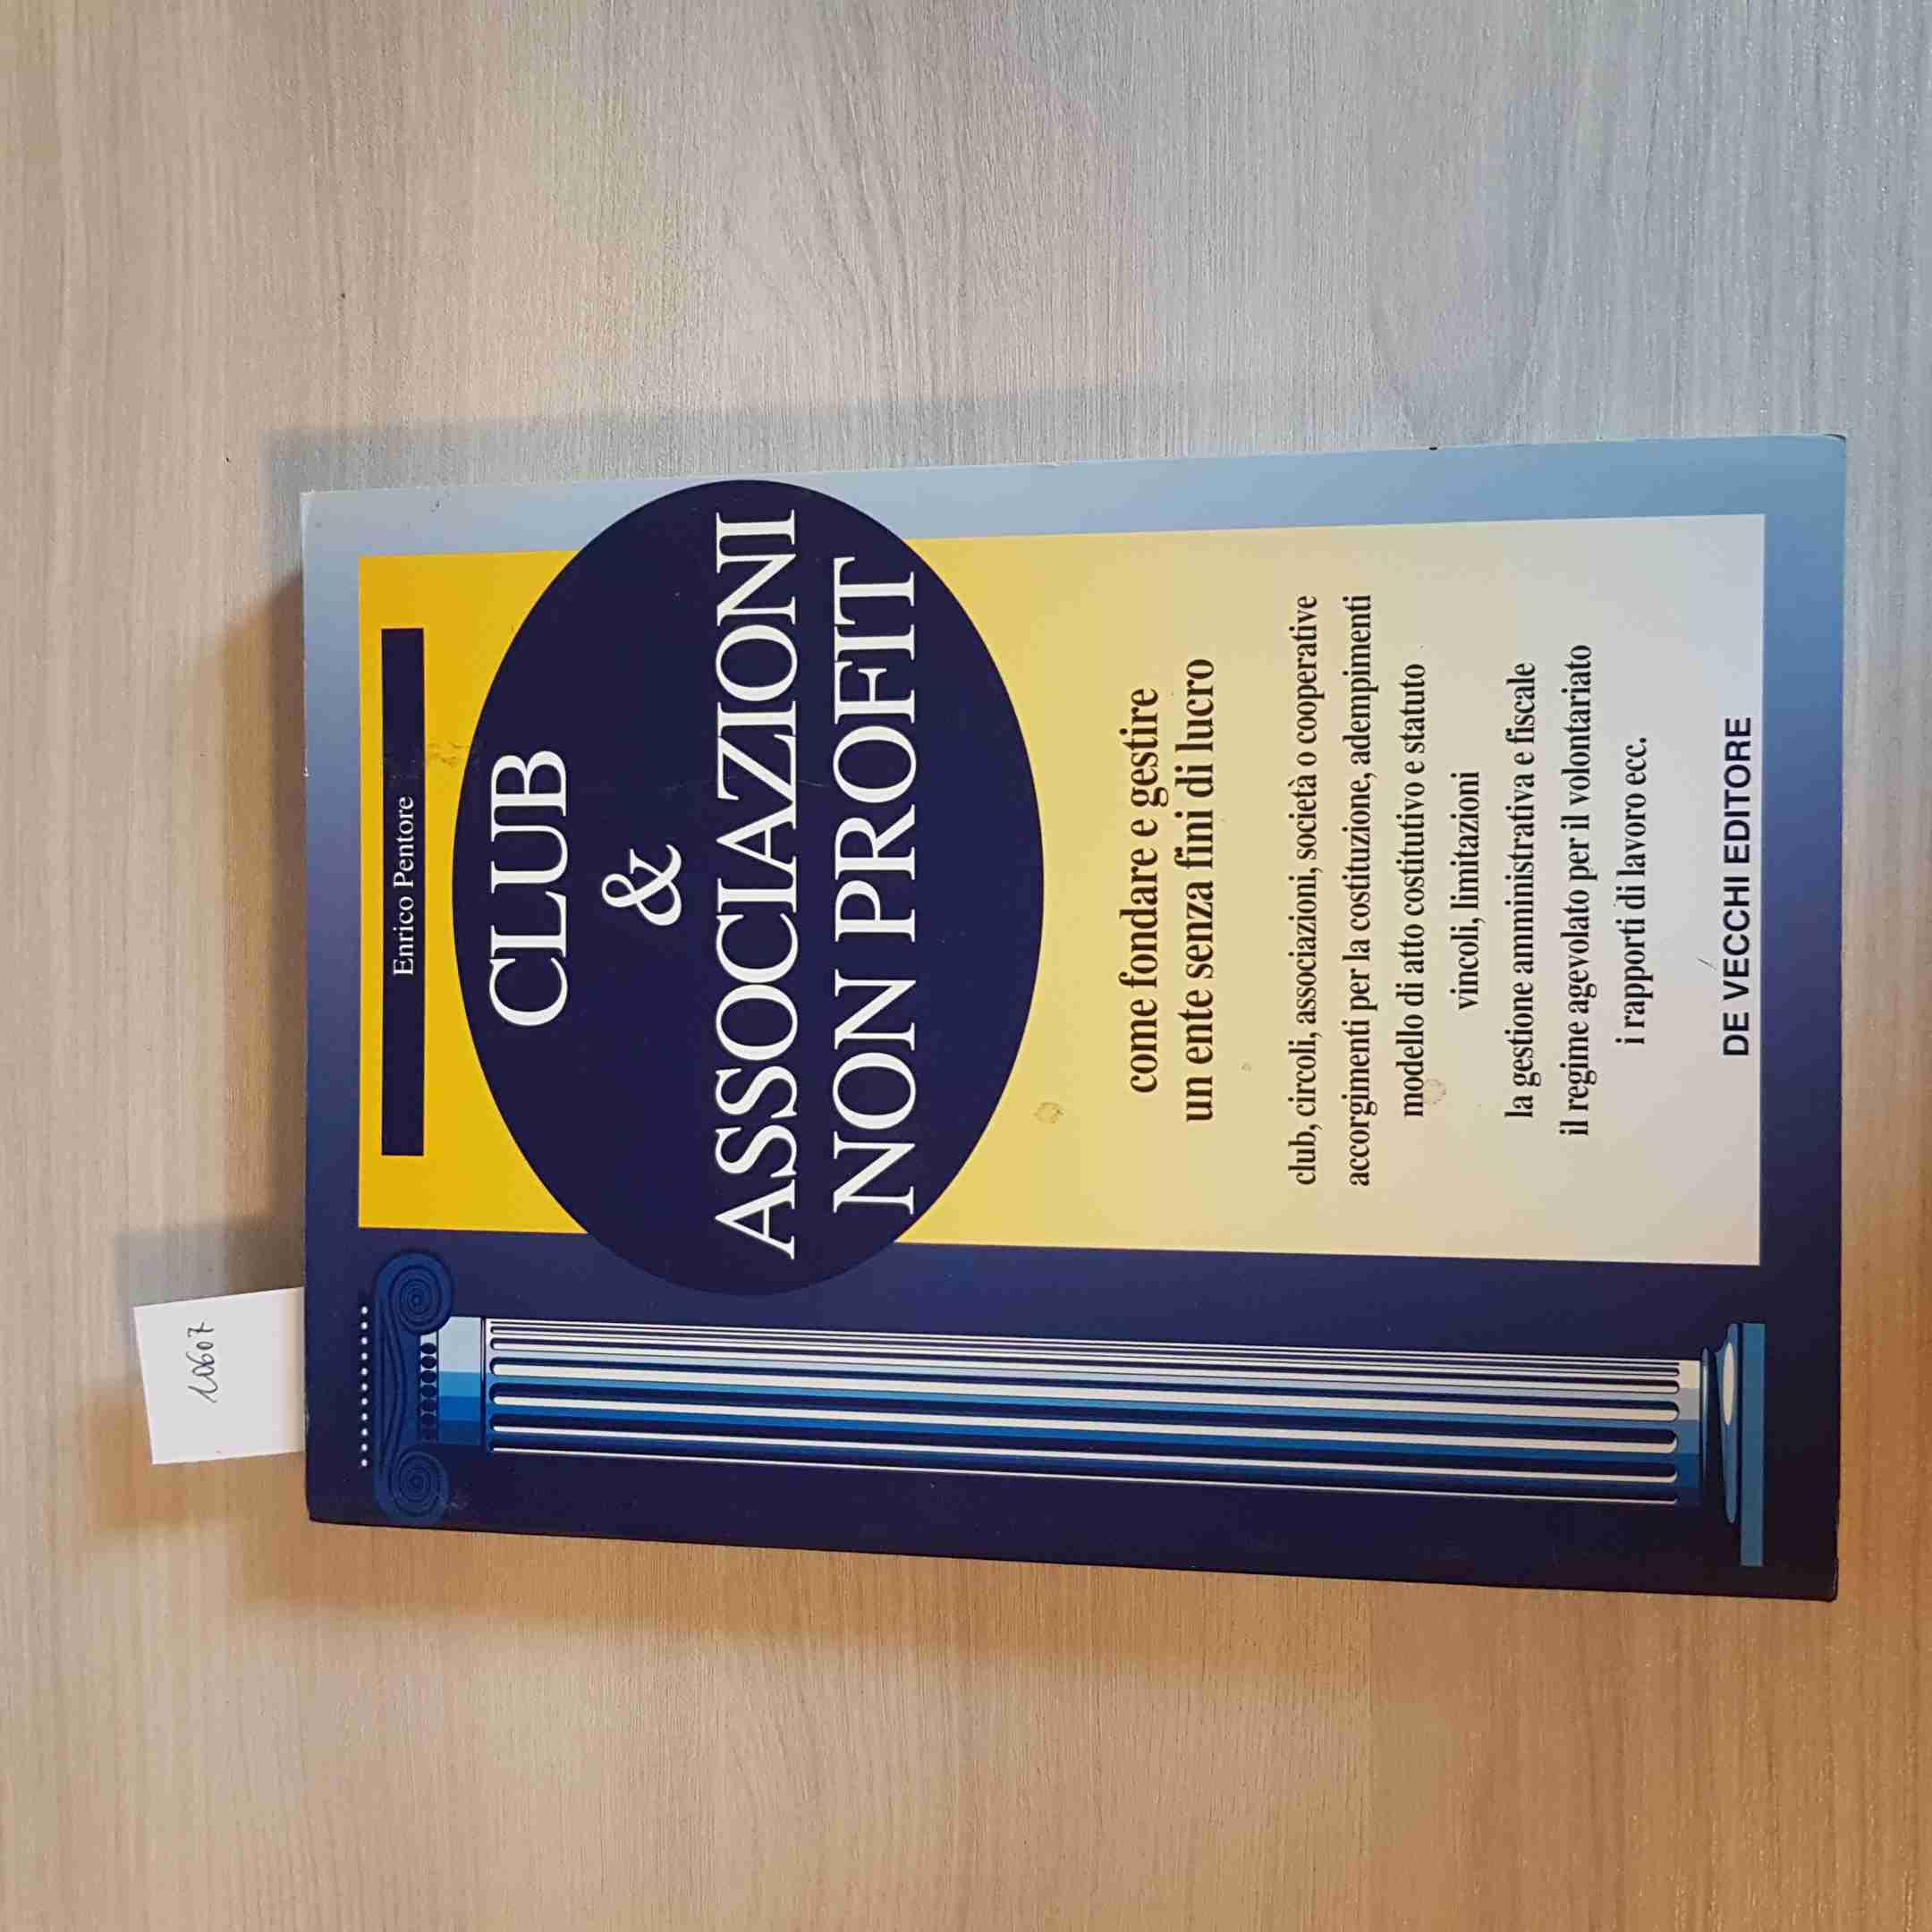 10607
Enrico Pentore
CLUB
&
ASSOCIAZIONI
NON PROFIT
come fondare e gestire
un ente senza fini di lucro
club, circoli, associazioni, società o cooperative
accorgimenti per la costituzione, adempimenti
modello di atto costitutivo e statuto
vincoli, limitazioni
la gestione amministrativa e fiscale
il regime agevolato per il volontariato
i rapporti di lavoro ecc.
DE VECCHI EDITORE